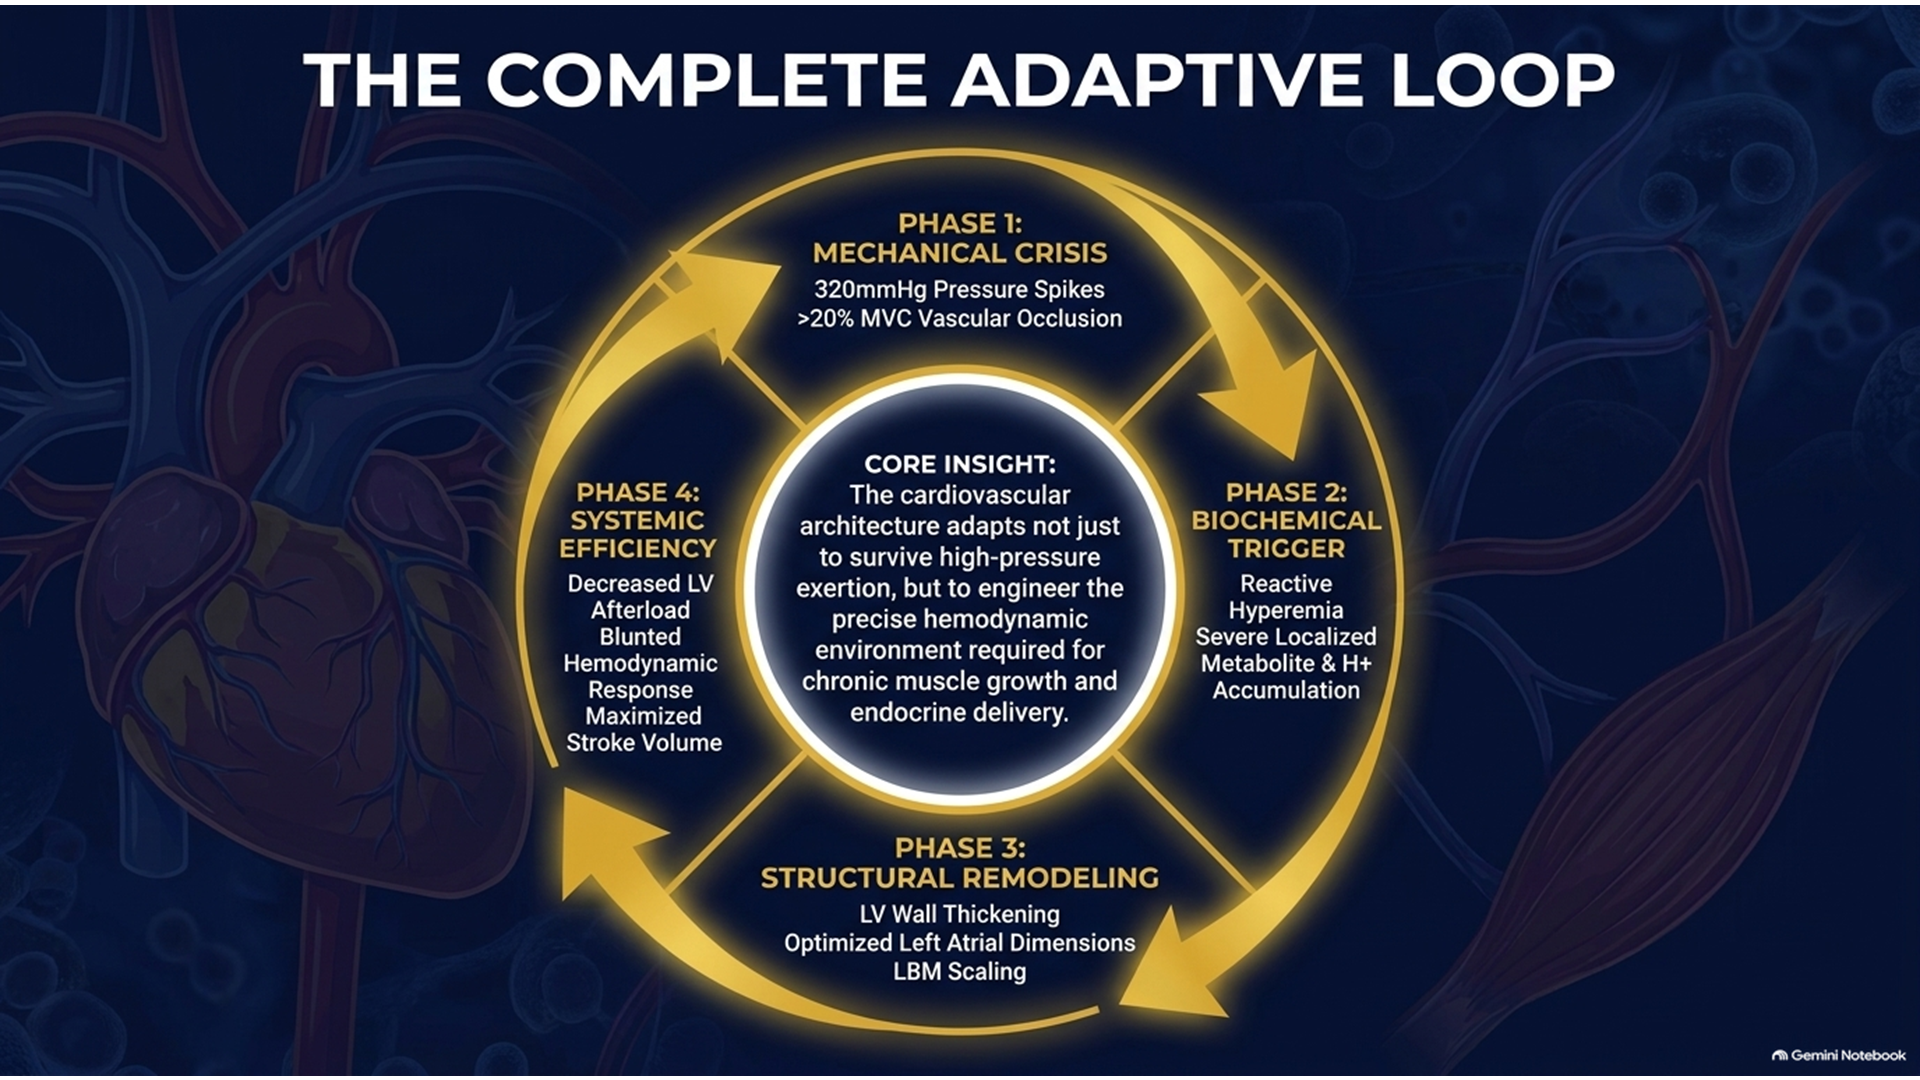 THE COMPLETE ADAPTIVE LOOP
PHASE 1:
MECHANICAL CRISIS
320mmHg Pressure Spikes
>20% MVC Vascular Occlusion
PHASE 2:
BIOCHEMICAL
TRIGGER
Reactive
Hyperemia
Severe Localized
Metabolite & H+
Accumulation
PHASE 3:
STRUCTURAL REMODELING
LV Wall Thickening
Optimized Left Atrial Dimensions
LBM Scaling
PHASE 4:
SYSTEMIC
EFFICIENCY
Decreased LV
Afterload
Blunted
Hemodynamic
Response
Maximized
Stroke Volume
CORE INSIGHT:
The cardiovascular
architecture adapts not just
to survive high-pressure
exertion, but to engineer the
precise hemodynamic
environment required for
chronic muscle growth and
endocrine delivery.
Gemini Notebook